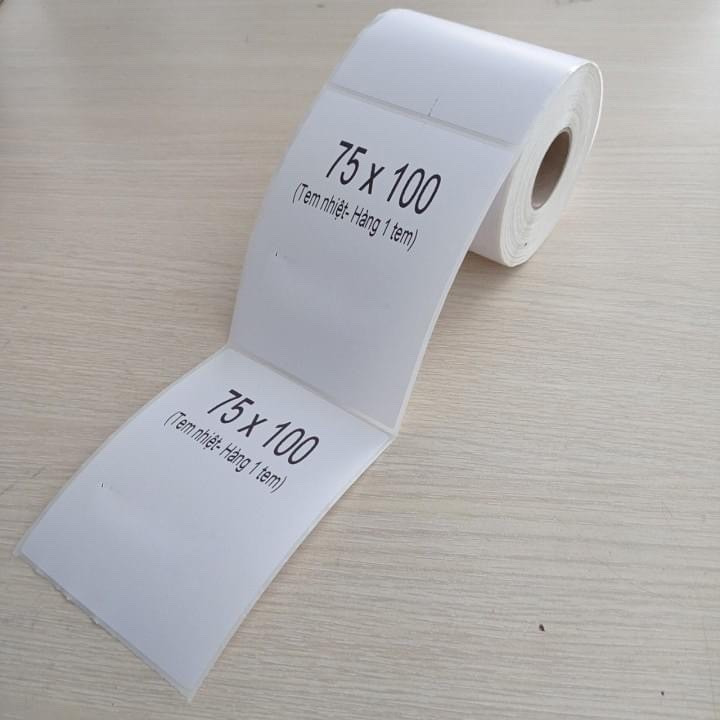 75 x 100
(Tem nhiệt- Hàng 1 tem)
75 x 100
(Tem nhiệt- Hàng 1 tem)